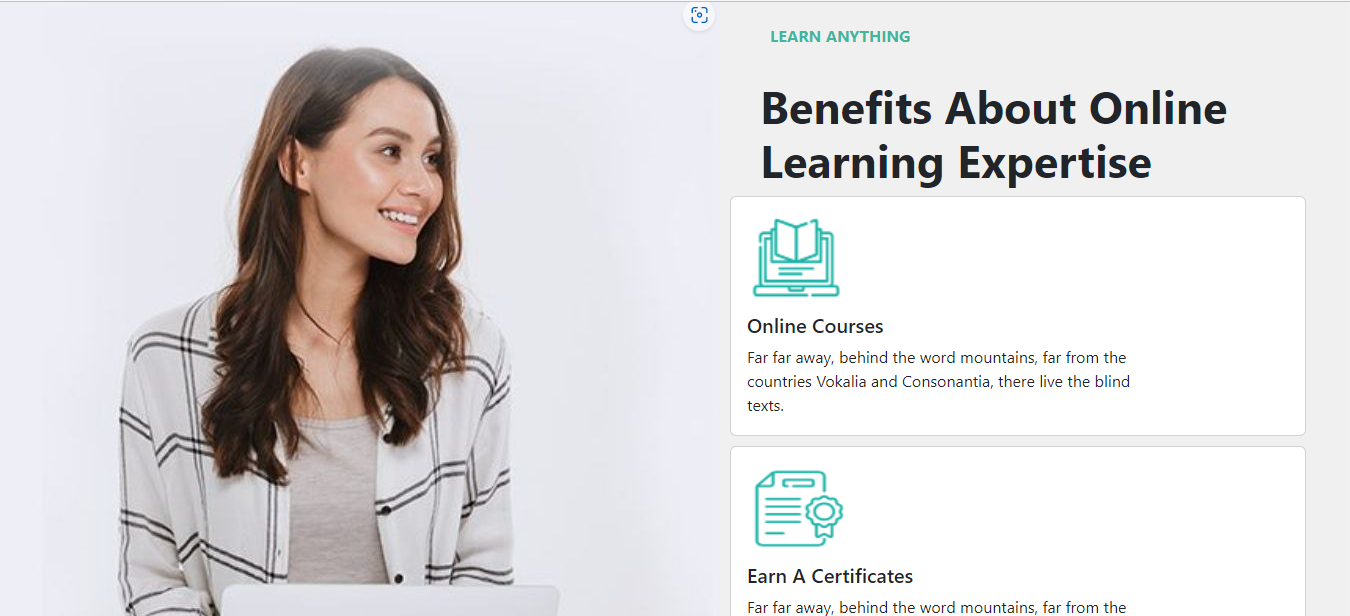 LEARN ANYTHING
Benefits About Online
Learning Expertise
Online Courses
Far far away, behind the word mountains, far from the
countries Vokalia and Consonantia, there live the blind
texts.
Earn A Certificates
Far far away, behind the word mountains, far from the